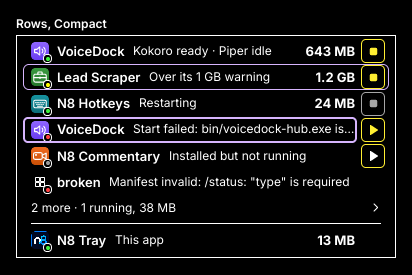 Rows, Compact
VoiceDock Kokoro ready · Piper idle 643 MB
Lead Scraper Over its 1 GB warning 1.2 GB
N8 Hotkeys Restarting 24 MB
VoiceDock Start failed: bin/voicedock-hub.exe is...
N8 Commentary Installed but not running
broken Manifest invalid: /status: "type" is required
2 more · 1 running, 38 MB
N8 Tray This app 13 MB